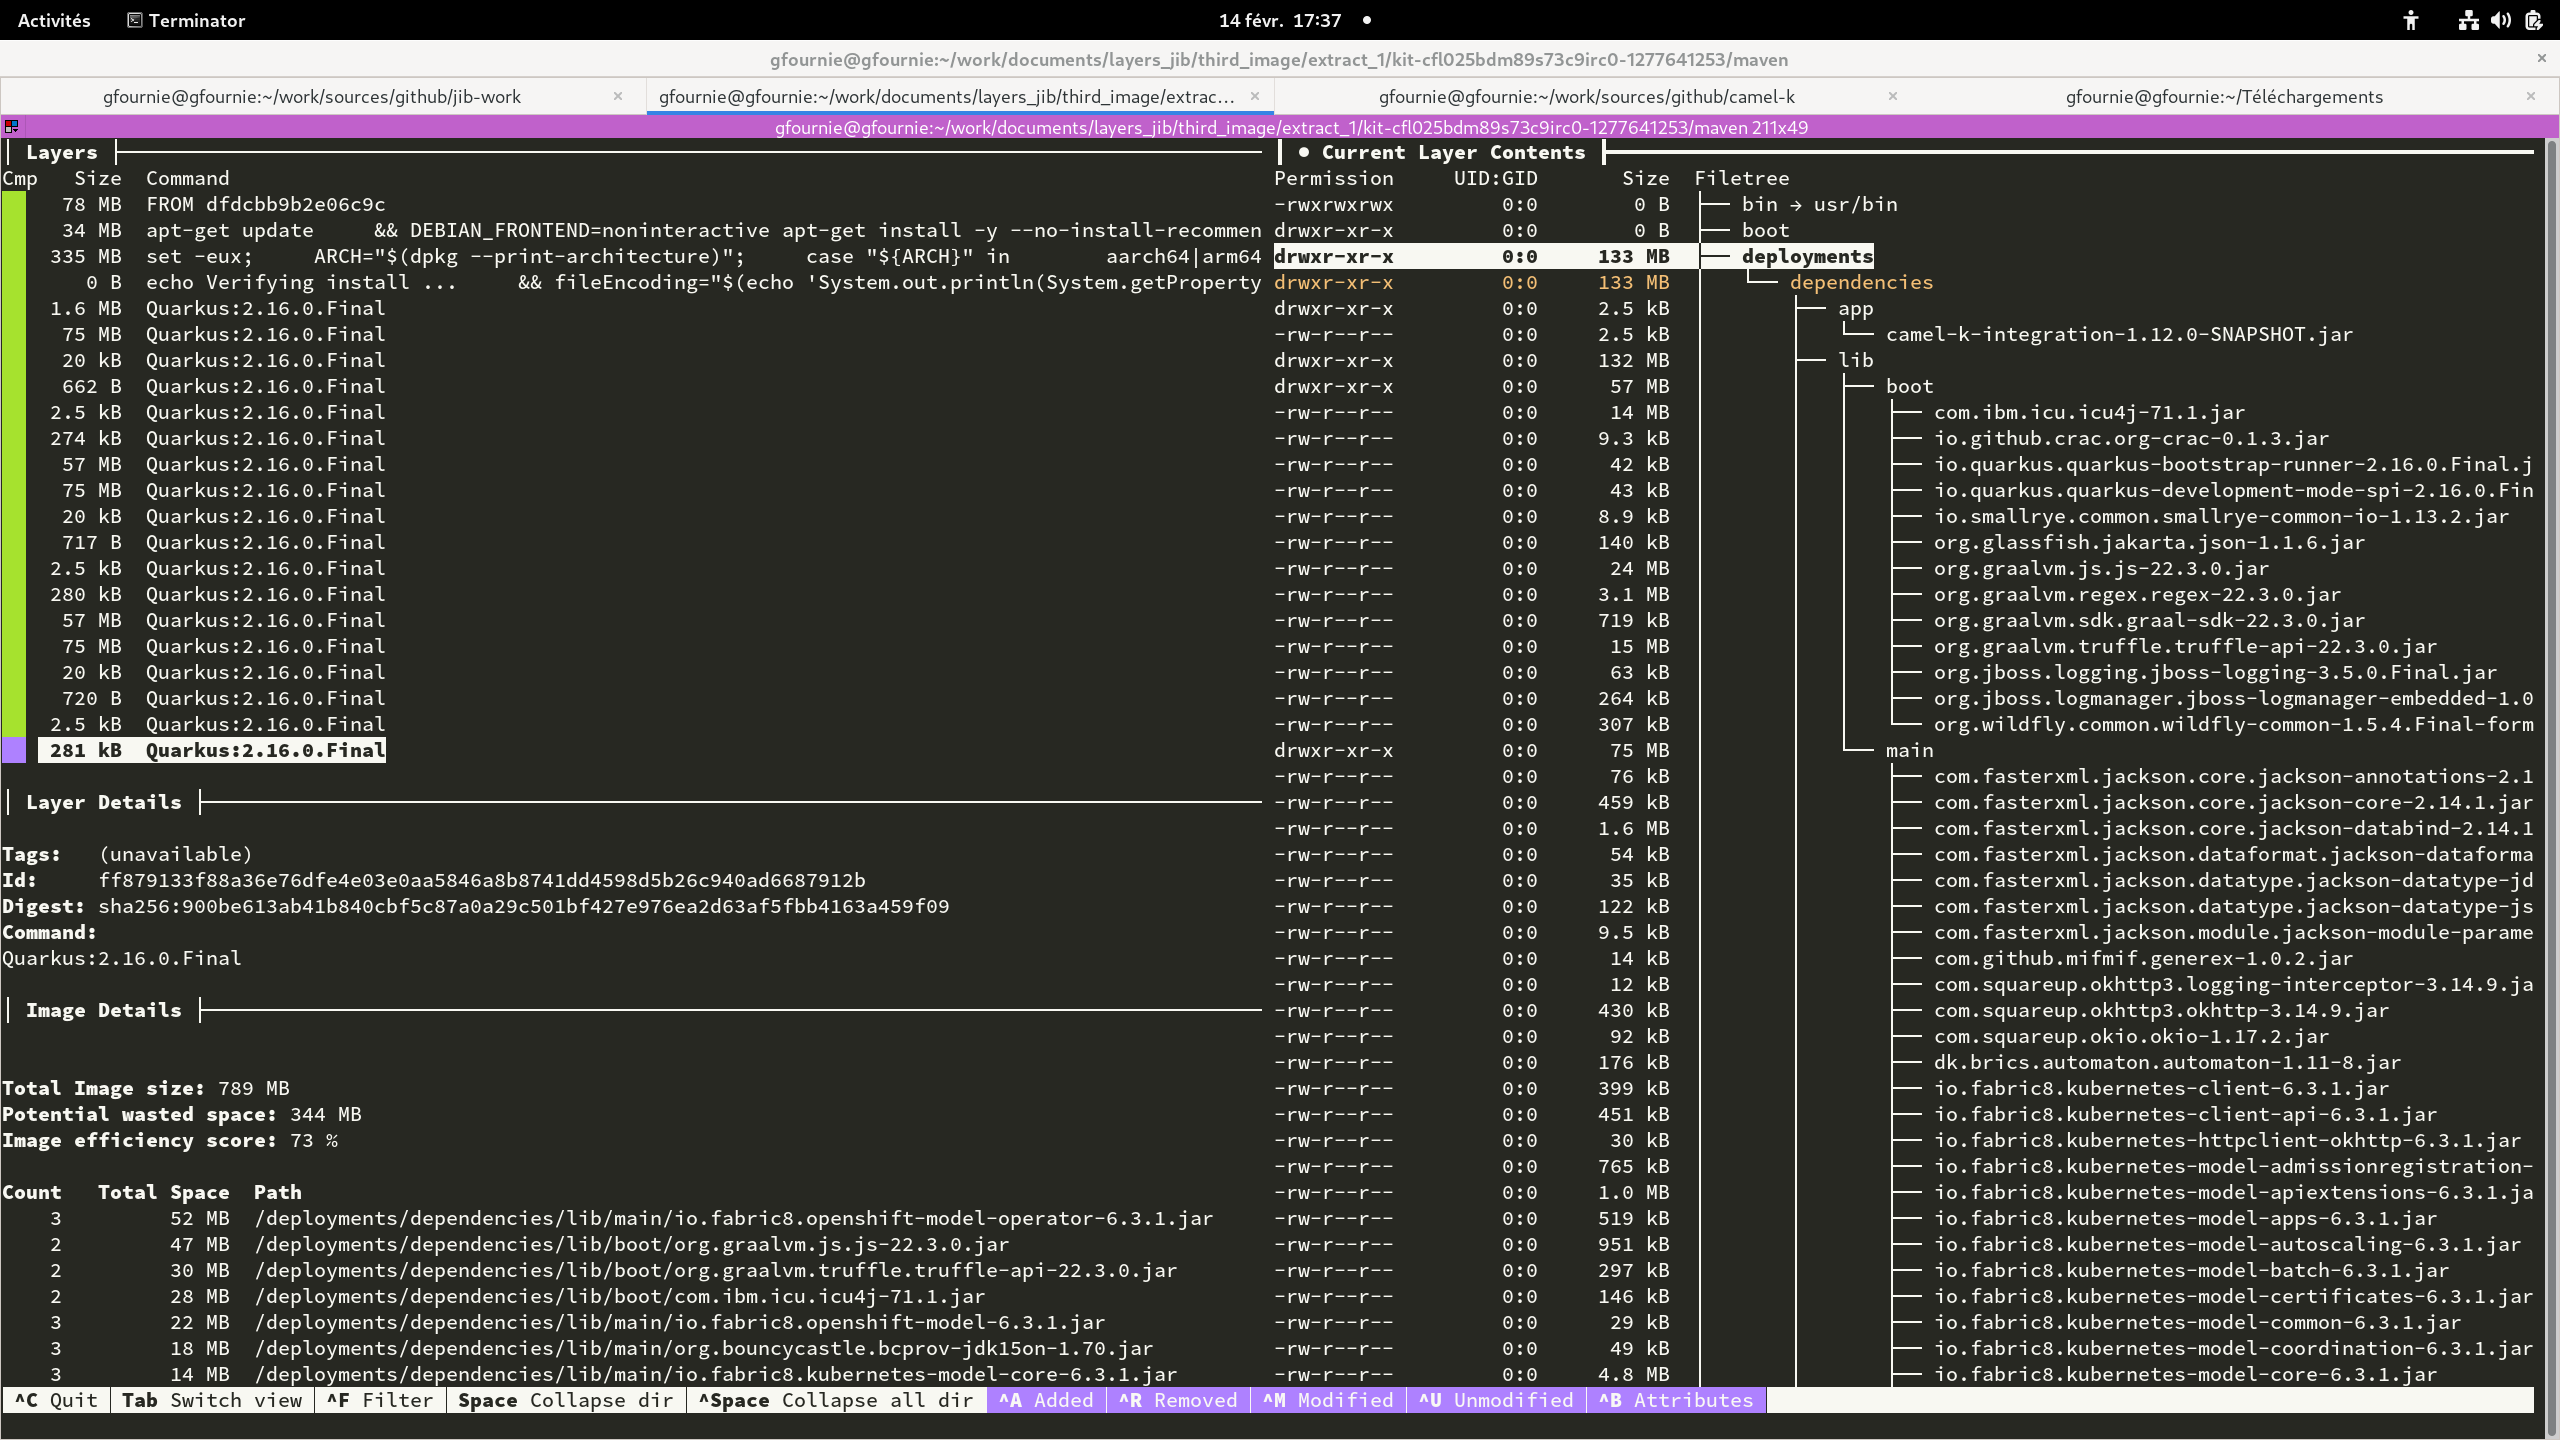 Activités
Terminator
14 févr. 17:37
gfournie@gfournie:~/work/documents/layers_jib/third_image/extract_1/kit-cfl025bdm89s73c9irc0-1277641253/maven
gfournie@gfournie:~/work/sources/github/jib-work
gfournie@gfournie:~/work/documents/layers_jib/third_image/extrac…
gfournie@gfournie:~/work/sources/github/camel-k
gfournie@gfournie:~/Téléchargements
gfournie@gfournie:~/work/documents/layers_jib/third_image/extract_1/kit-cfl025bdm89s73c9irc0-1277641253/maven 211x49
Layers
Cmp Size Command
78 MB FROM dfdcbb9b2e06c9c
34 MB apt-get update && DEBIAN_FRONTEND=noninteractive apt-get install -y --no-install-recommen
335 MB set -eux; ARCH="$(dpkg --print-architecture)"; case "${ARCH}" in aarch64|arm64
0 B echo Verifying install ... && fileEncoding="$(echo 'System.out.println(System.getProperty
1.6 MB Quarkus:2.16.0.Final
75 MB Quarkus:2.16.0.Final
20 kB Quarkus:2.16.0.Final
662 B Quarkus:2.16.0.Final
2.5 kB Quarkus:2.16.0.Final
274 kB Quarkus:2.16.0.Final
57 MB Quarkus:2.16.0.Final
75 MB Quarkus:2.16.0.Final
20 kB Quarkus:2.16.0.Final
717 B Quarkus:2.16.0.Final
2.5 kB Quarkus:2.16.0.Final
280 kB Quarkus:2.16.0.Final
57 MB Quarkus:2.16.0.Final
75 MB Quarkus:2.16.0.Final
20 kB Quarkus:2.16.0.Final
720 B Quarkus:2.16.0.Final
2.5 kB Quarkus:2.16.0.Final
281 kB Quarkus:2.16.0.Final
Layer Details
Tags: (unavailable)
Id: ff879133f88a36e76dfe4e03e0aa5846a8b8741dd4598d5b26c940ad6687912b
Digest: sha256:900be613ab41b840cbf5c87a0a29c501bf427e976ea2d63af5fbb4163a459f09
Command:
Quarkus:2.16.0.Final
Image Details
Total Image size: 789 MB
Potential wasted space: 344 MB
Image efficiency score: 73 %
Count Total Space Path
3 52 MB /deployments/dependencies/lib/main/io.fabric8.openshift-model-operator-6.3.1.jar
2 47 MB /deployments/dependencies/lib/boot/org.graalvm.js.js-22.3.0.jar
2 30 MB /deployments/dependencies/lib/boot/org.graalvm.truffle.truffle-api-22.3.0.jar
2 28 MB /deployments/dependencies/lib/boot/com.ibm.icu.icu4j-71.1.jar
3 22 MB /deployments/dependencies/lib/main/io.fabric8.openshift-model-6.3.1.jar
3 18 MB /deployments/dependencies/lib/main/org.bouncycastle.bcprov-jdk15on-1.70.jar
3 14 MB /deployments/dependencies/lib/main/io.fabric8.kubernetes-model-core-6.3.1.jar
● Current Layer Contents
Permission UID:GID Size Filetree
-rwxrwxrwx 0:0 0 B ├── bin → usr/bin
drwxr-xr-x 0:0 0 B ├── boot
drwxr-xr-x 0:0 133 MB ├── deployments
drwxr-xr-x 0:0 133 MB │ └── dependencies
drwxr-xr-x 0:0 2.5 kB │ ├── app
-rw-r--r-- 0:0 2.5 kB │ │ └── camel-k-integration-1.12.0-SNAPSHOT.jar
drwxr-xr-x 0:0 132 MB │ ├── lib
drwxr-xr-x 0:0 57 MB │ │ ├── boot
-rw-r--r-- 0:0 14 MB │ │ │ ├── com.ibm.icu.icu4j-71.1.jar
-rw-r--r-- 0:0 9.3 kB │ │ │ ├── io.github.crac.org-crac-0.1.3.jar
-rw-r--r-- 0:0 42 kB │ │ │ ├── io.quarkus.quarkus-bootstrap-runner-2.16.0.Final.j
-rw-r--r-- 0:0 43 kB │ │ │ ├── io.quarkus.quarkus-development-mode-spi-2.16.0.Fin
-rw-r--r-- 0:0 8.9 kB │ │ │ ├── io.smallrye.common.smallrye-common-io-1.13.2.jar
-rw-r--r-- 0:0 140 kB │ │ │ ├── org.glassfish.jakarta.json-1.1.6.jar
-rw-r--r-- 0:0 24 MB │ │ │ ├── org.graalvm.js.js-22.3.0.jar
-rw-r--r-- 0:0 3.1 MB │ │ │ ├── org.graalvm.regex.regex-22.3.0.jar
-rw-r--r-- 0:0 719 kB │ │ │ ├── org.graalvm.sdk.graal-sdk-22.3.0.jar
-rw-r--r-- 0:0 15 MB │ │ │ ├── org.graalvm.truffle.truffle-api-22.3.0.jar
-rw-r--r-- 0:0 63 kB │ │ │ ├── org.jboss.logging.jboss-logging-3.5.0.Final.jar
-rw-r--r-- 0:0 264 kB │ │ │ ├── org.jboss.logmanager.jboss-logmanager-embedded-1.0
-rw-r--r-- 0:0 307 kB │ │ │ └── org.wildfly.common.wildfly-common-1.5.4.Final-form
drwxr-xr-x 0:0 75 MB │ │ └── main
-rw-r--r-- 0:0 76 kB │ │ ├── com.fasterxml.jackson.core.jackson-annotations-2.1
-rw-r--r-- 0:0 459 kB │ │ ├── com.fasterxml.jackson.core.jackson-core-2.14.1.jar
-rw-r--r-- 0:0 1.6 MB │ │ ├── com.fasterxml.jackson.core.jackson-databind-2.14.1
-rw-r--r-- 0:0 54 kB │ │ ├── com.fasterxml.jackson.dataformat.jackson-dataforma
-rw-r--r-- 0:0 35 kB │ │ ├── com.fasterxml.jackson.datatype.jackson-datatype-jd
-rw-r--r-- 0:0 122 kB │ │ ├── com.fasterxml.jackson.datatype.jackson-datatype-js
-rw-r--r-- 0:0 9.5 kB │ │ ├── com.fasterxml.jackson.module.jackson-module-parame
-rw-r--r-- 0:0 14 kB │ │ ├── com.github.mifmif.generex-1.0.2.jar
-rw-r--r-- 0:0 12 kB │ │ ├── com.squareup.okhttp3.logging-interceptor-3.14.9.ja
-rw-r--r-- 0:0 430 kB │ │ ├── com.squareup.okhttp3.okhttp-3.14.9.jar
-rw-r--r-- 0:0 92 kB │ │ ├── com.squareup.okio.okio-1.17.2.jar
-rw-r--r-- 0:0 176 kB │ │ ├── dk.brics.automaton.automaton-1.11-8.jar
-rw-r--r-- 0:0 399 kB │ │ ├── io.fabric8.kubernetes-client-6.3.1.jar
-rw-r--r-- 0:0 451 kB │ │ ├── io.fabric8.kubernetes-client-api-6.3.1.jar
-rw-r--r-- 0:0 30 kB │ │ ├── io.fabric8.kubernetes-httpclient-okhttp-6.3.1.jar
-rw-r--r-- 0:0 765 kB │ │ ├── io.fabric8.kubernetes-model-admissionregistration-
-rw-r--r-- 0:0 1.0 MB │ │ ├── io.fabric8.kubernetes-model-apiextensions-6.3.1.ja
-rw-r--r-- 0:0 519 kB │ │ ├── io.fabric8.kubernetes-model-apps-6.3.1.jar
-rw-r--r-- 0:0 951 kB │ │ ├── io.fabric8.kubernetes-model-autoscaling-6.3.1.jar
-rw-r--r-- 0:0 297 kB │ │ ├── io.fabric8.kubernetes-model-batch-6.3.1.jar
-rw-r--r-- 0:0 146 kB │ │ ├── io.fabric8.kubernetes-model-certificates-6.3.1.jar
-rw-r--r-- 0:0 29 kB │ │ ├── io.fabric8.kubernetes-model-common-6.3.1.jar
-rw-r--r-- 0:0 49 kB │ │ ├── io.fabric8.kubernetes-model-coordination-6.3.1.jar
-rw-r--r-- 0:0 4.8 MB │ │ ├── io.fabric8.kubernetes-model-core-6.3.1.jar
^C Quit Tab Switch view ^F Filter Space Collapse dir ^Space Collapse all dir ^A Added ^R Removed ^M Modified ^U Unmodified ^B Attributes